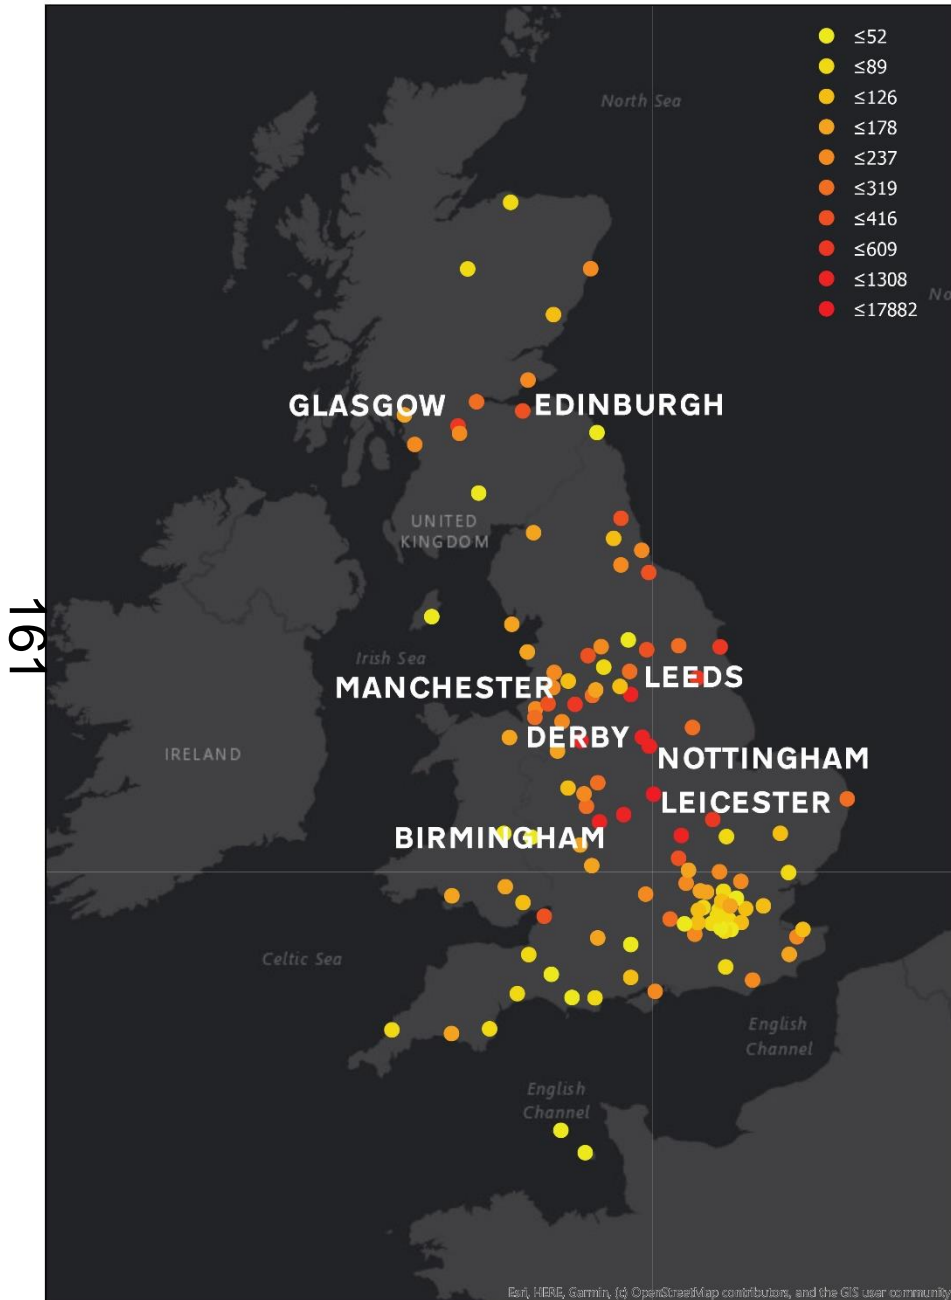 ≤52
≤89
North Sea
≤126
≤178
≤237
≤319
≤416
≤609
≤1308
No
≤17882
GLASGOW
EDINBURGH
UNITED
KINGDOM
161
Irish Sea
MANCHESTER
LEEDS
DERBY
IRELAND
NOTTINGHAM
LEICESTER
BIRMINGHAM
Celtic Sea
English
Channel
English
Channel
Esri, HERE, Garmin, (c) OpenStreetMap contributors, and the GIS user community